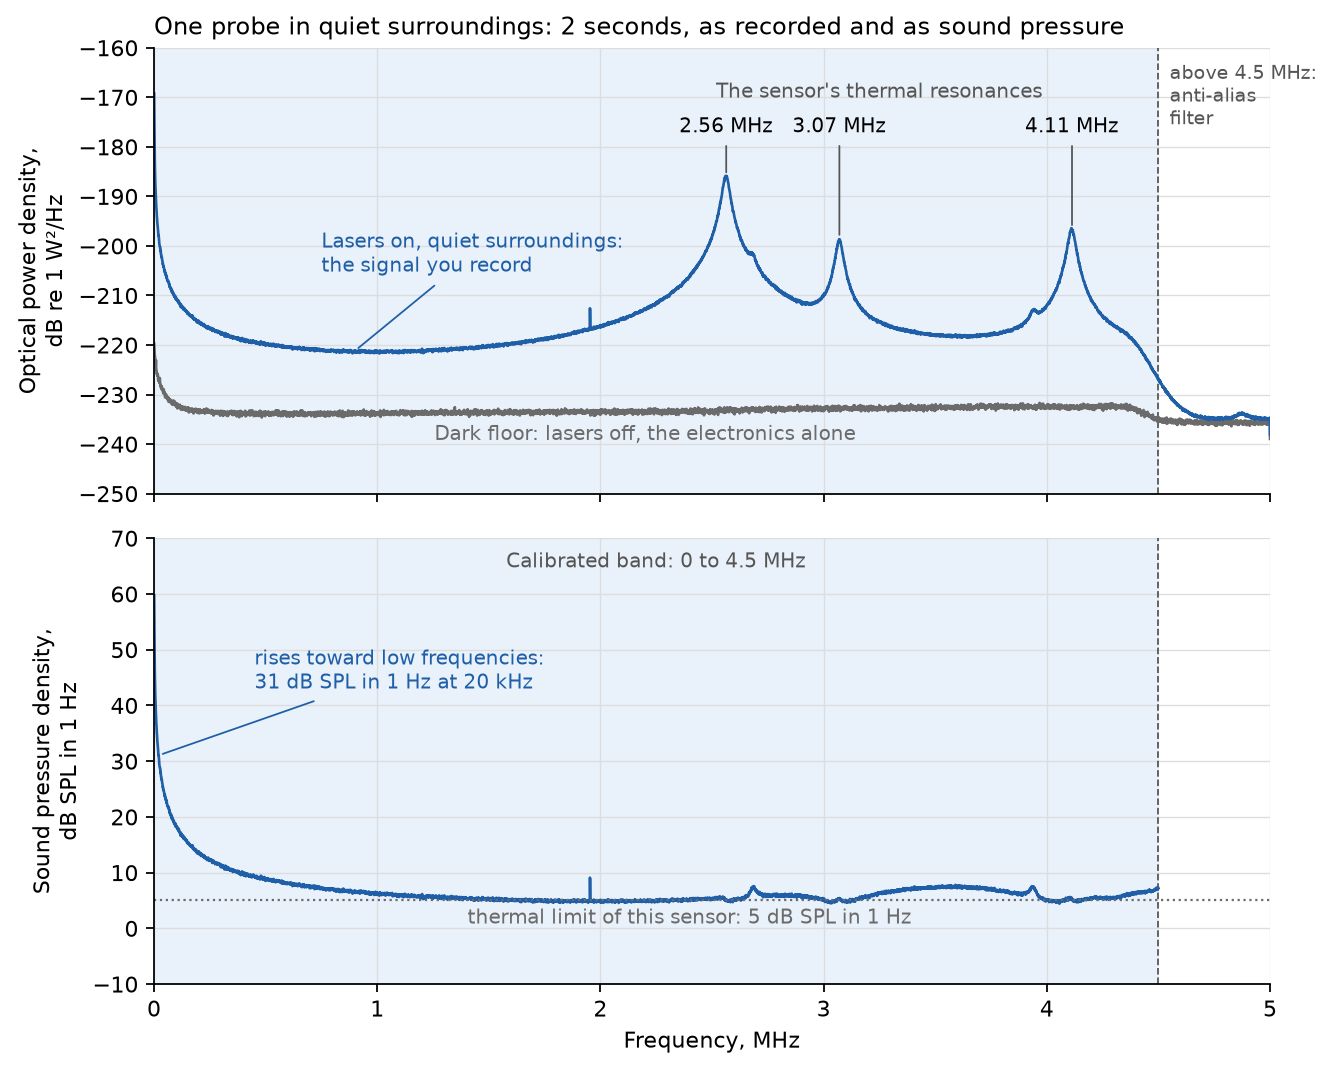 One probe in quiet surroundings: 2 seconds, as recorded and as sound pressure
Optical power density,
dB re 1 W²/Hz
−160
−170
−180
−190
−200
−210
−220
−230
−240
−250
The sensor's thermal resonances
2.56 MHz
3.07 MHz
4.11 MHz
above 4.5 MHz:
anti-alias
filter
Lasers on, quiet surroundings:
the signal you record
Dark floor: lasers off, the electronics alone
Sound pressure density,
dB SPL in 1 Hz
70
60
50
40
30
20
10
0
−10
Calibrated band: 0 to 4.5 MHz
rises toward low frequencies:
31 dB SPL in 1 Hz at 20 kHz
thermal limit of this sensor: 5 dB SPL in 1 Hz
0
1
2
3
4
5
Frequency, MHz